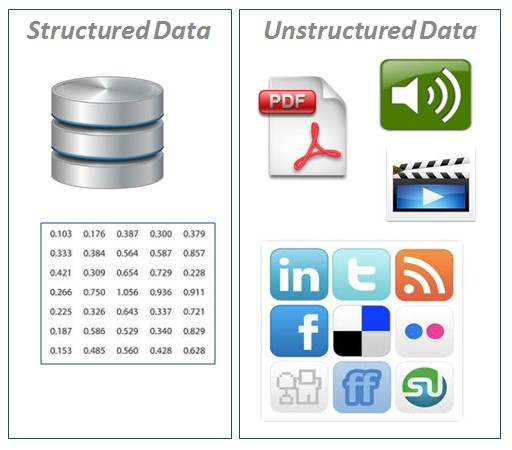 Structured Data
0.103 0.176 0.387 0.300 0.379
0.333 0.384 0.564 0.587 0.857
0.421 0.309 0.654 0.729 0.228
0.266 0.750 1.056 0.936 0.911
0.225 0.326 0.643 0.337 0.721
0.187 0.586 0.529 0.340 0.829
0.153 0.485 0.560 0.428 0.628
Unstructured Data
PDF
in t
f
ff SU